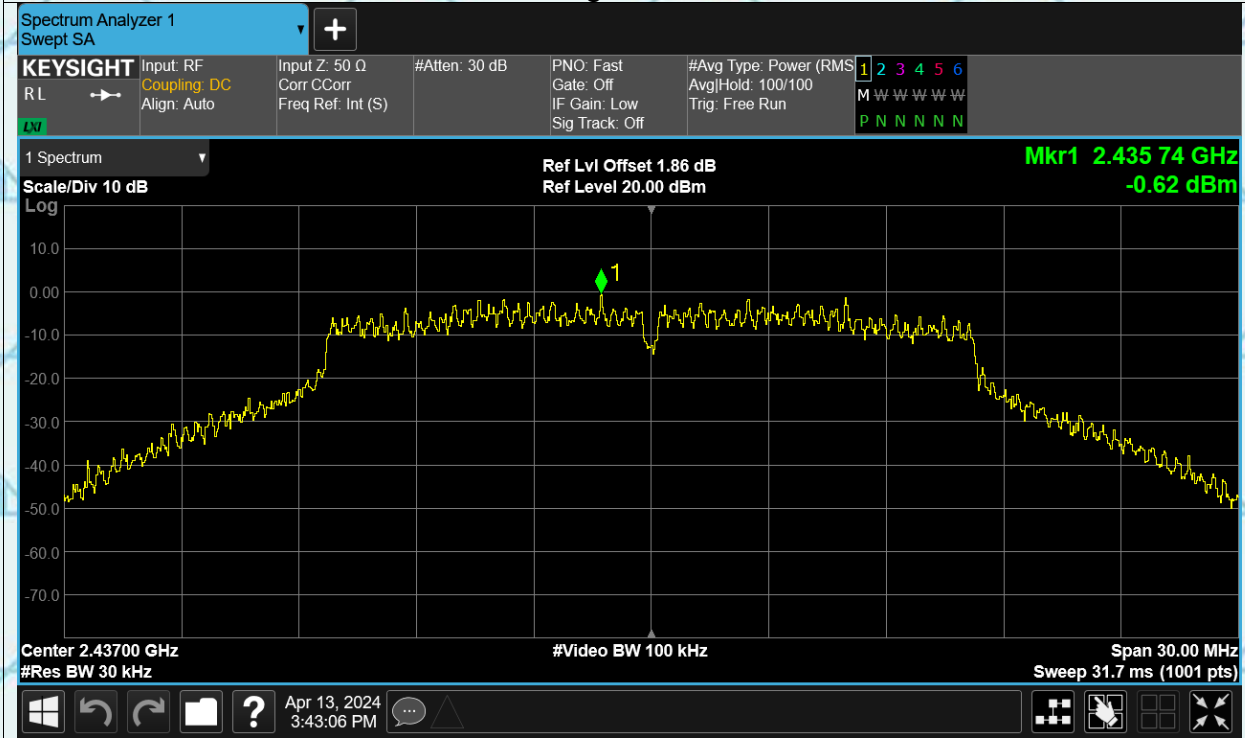 Spectrum Analyzer 1
Swept SA
KEYSIGHT
R L
LXI
Input: RF
Coupling: DC
Align: Auto
Input Z: 50 Ω
Corr CCorr
Freq Ref: Int (S)
#Atten: 30 dB
PNO: Fast
Gate: Off
IF Gain: Low
Sig Track: Off
#Avg Type: Power (RMS
Avg|Hold: 100/100
Trig: Free Run
1 2 3 4 5 6
M W W W W W
P N N N N N
1 Spectrum
Scale/Div 10 dB
Log
Ref Lvl Offset 1.86 dB
Ref Level 20.00 dBm
Mkr1 2.435 74 GHz
-0.62 dBm
10.0
0.00
-10.0
-20.0
-30.0
-40.0
-50.0
-60.0
-70.0
1
Center 2.43700 GHz
#Res BW 30 kHz
#Video BW 100 kHz
Span 30.00 MHz
Sweep 31.7 ms (1001 pts)
?
Apr 13, 2024
3:43:06 PM